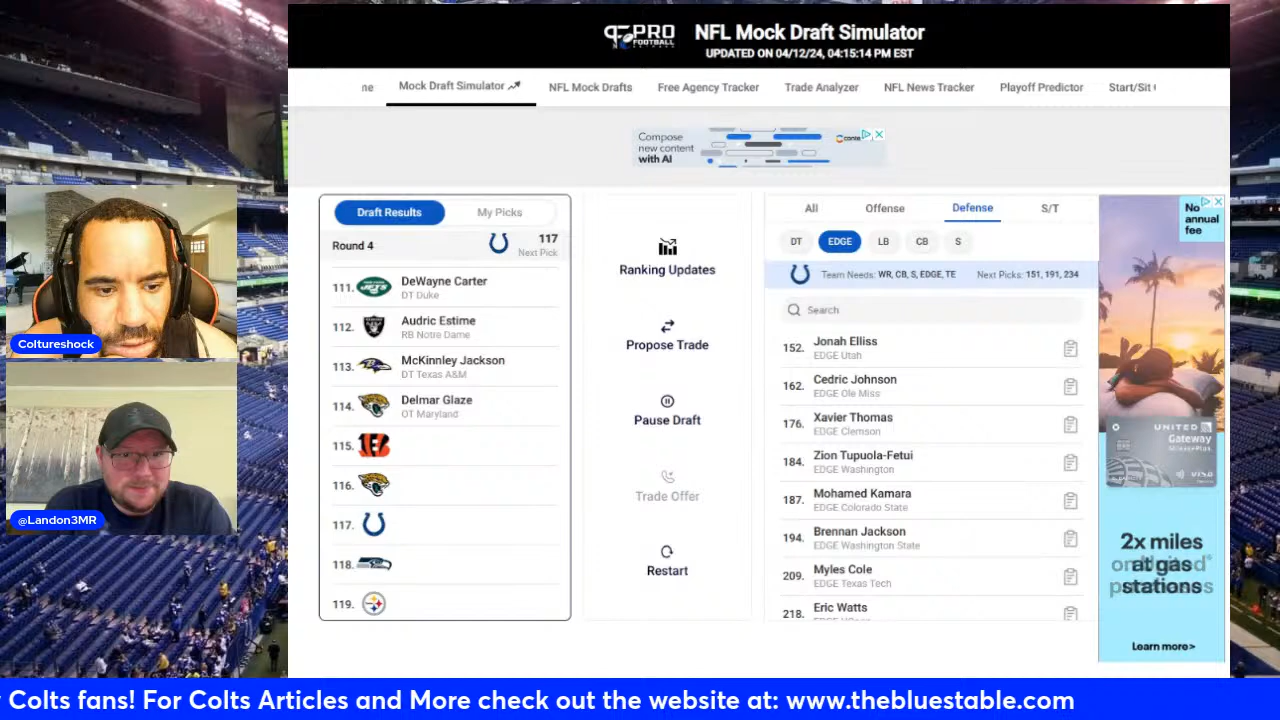 PRO
FOOTBALL
NFL Mock Draft Simulator
UPDATED ON 04/12/24, 04:15:14 PM EST
ne
Mock Draft Simulator
NFL Mock Drafts
Free Agency Tracker
Trade Analyzer
NFL News Tracker
Playoff Predictor
Start/Sit
Compose
new content
with AI
Draft Results
My Picks
Round 4
117
Next Pick
111. DeWayne Carter
DT Duke
112. Audric Estime
RB Notre Dame
113. McKinnley Jackson
DT Texas A&M
114. Delmar Glaze
OT Maryland
115.
116.
117.
118.
119.
Ranking Updates
Propose Trade
Pause Draft
Trade Offer
Restart
All
Offense
Defense
S/T
DT
EDGE
LB
CB
S
Team Needs: WR, CB, S, EDGE, TE
Next Picks: 151, 191, 234
Search
152. Jonah Elliss
EDGE Utah
162. Cedric Johnson
EDGE Ole Miss
176. Xavier Thomas
EDGE Clemson
184. Zion Tupuola-Fetui
EDGE Washington
187. Mohamed Kamara
EDGE Colorado State
194. Brennan Jackson
EDGE Washington State
209. Myles Cole
EDGE Texas Tech
218. Eric Watts
No
annual
fee
UNITED
Gateway
VISA
2x miles
at gas
stations
Learn more>
Coltureshock
@Landon3MR
Colts fans! For Colts Articles and More check out the website at: www.thebluestable.com